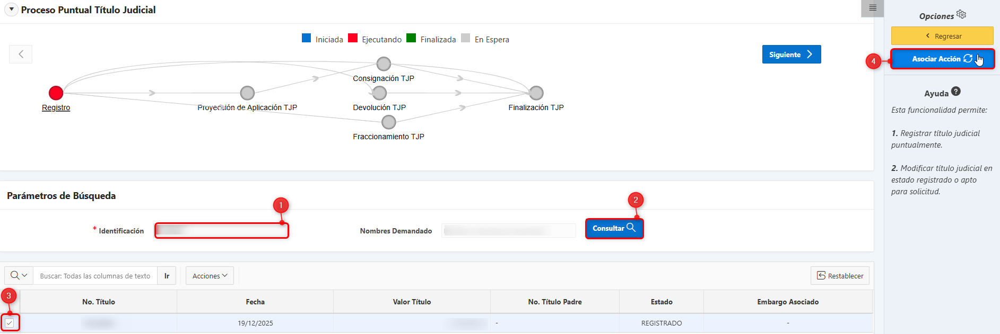 Proceso Puntual Título Judicial
Iniciada Ejecutando Finalizada En Espera
Siguiente
Consignación TJP
Registro
Proyección de Aplicación TJP
Devolución TJP
Finalización TJP
Fraccionamiento TJP
Opciones
Regresar
4
Asociar Acción
Ayuda
Esta funcionalidad permite:
1. Registrar título judicial
puntualmente.
2. Modificar título judicial en
estado registrado o apto
para solicitud.
Parámetros de Búsqueda
1
2
* Identificación
Nombres Demandado
Consultar
Buscar: Todas las columnas de texto
Ir
Acciones
Restablecer
3
No. Título Fecha Valor Título No. Título Padre Estado Embargo Asociado
19/12/2025 - REGISTRADO -